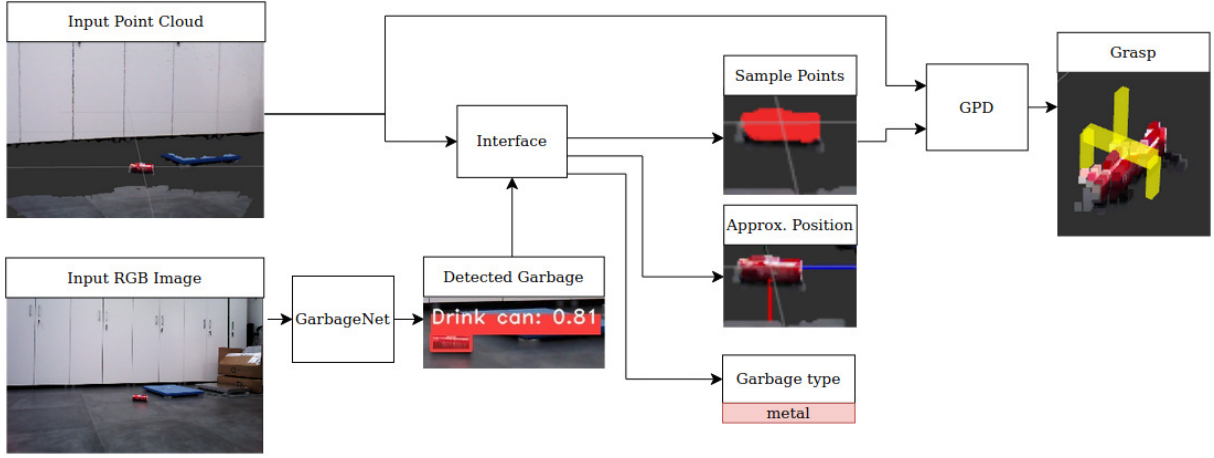 Input Point Cloud
Grasp
Sample Points
GPD
Interface
Approx. Position
Input RGB Image
Detected Garbage
GarbageNet
Drink can: 0.81
Garbage type
metal